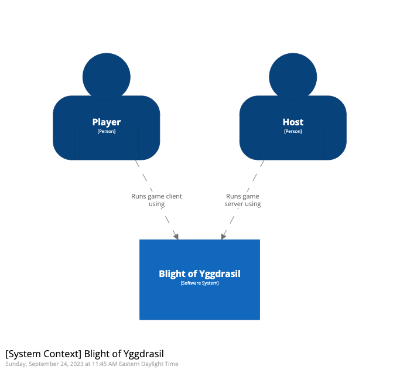 Player
[Person]
Host
[Person]
Runs game client
using
Runs game
server using
Blight of Yggdrasil
[Software System]
[System Context] Blight of Yggdrasil
Sunday, September 24, 2023 at 11:45 AM Eastern Daylight Time